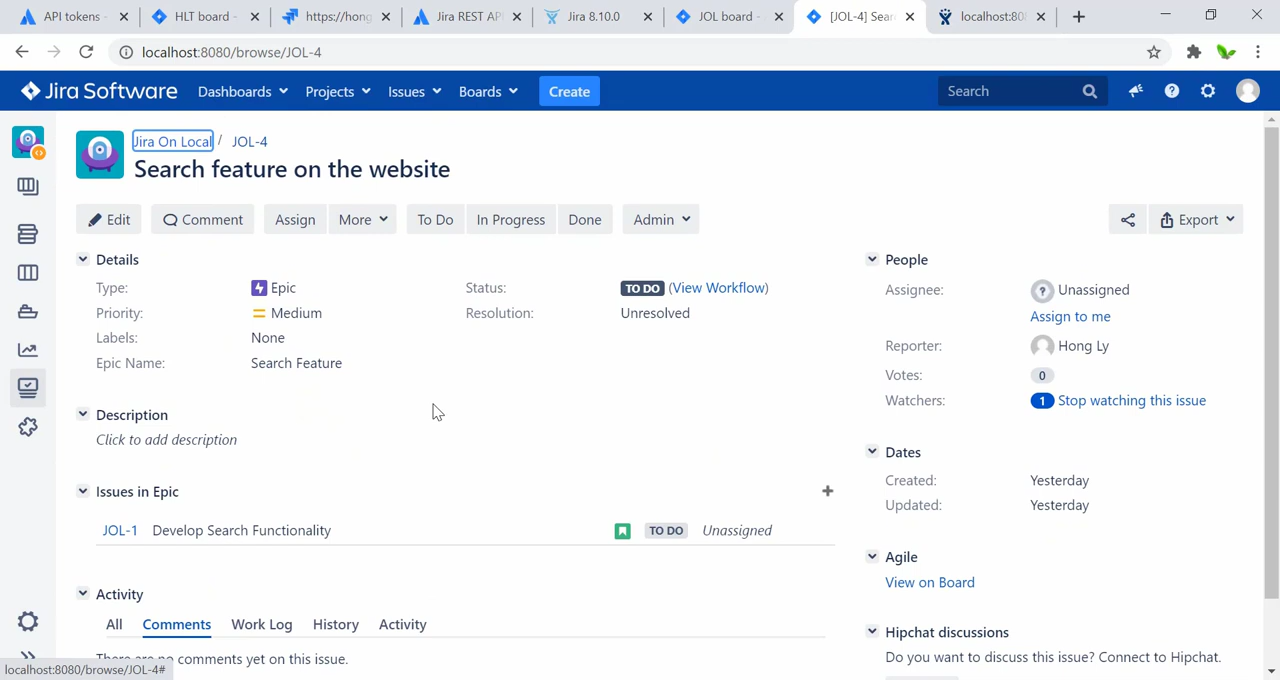 API tokens -
HLT board -
https://hong
Jira REST API
Jira 8.10.0
JOL board -
[JOL-4] Sear
localhost:808
localhost:8080/browse/JOL-4
Jira Software Dashboards Projects Issues Boards Create Search
Jira On Local / JOL-4
Search feature on the website
Edit Comment Assign More To Do In Progress Done Admin Export
Details
Type: Epic
Priority: Medium
Labels: None
Epic Name: Search Feature
Status: TO DO (View Workflow)
Resolution: Unresolved
Description
Click to add description
Issues in Epic
JOL-1 Develop Search Functionality TO DO Unassigned
Activity
All Comments Work Log History Activity
There are no comments yet on this issue.
People
Assignee: Unassigned
Assign to me
Reporter: Hong Ly
Votes: 0
Watchers: 1 Stop watching this issue
Dates
Created: Yesterday
Updated: Yesterday
Agile
View on Board
Hipchat discussions
Do you want to discuss this issue? Connect to Hipchat.
localhost:8080/browse/JOL-4#